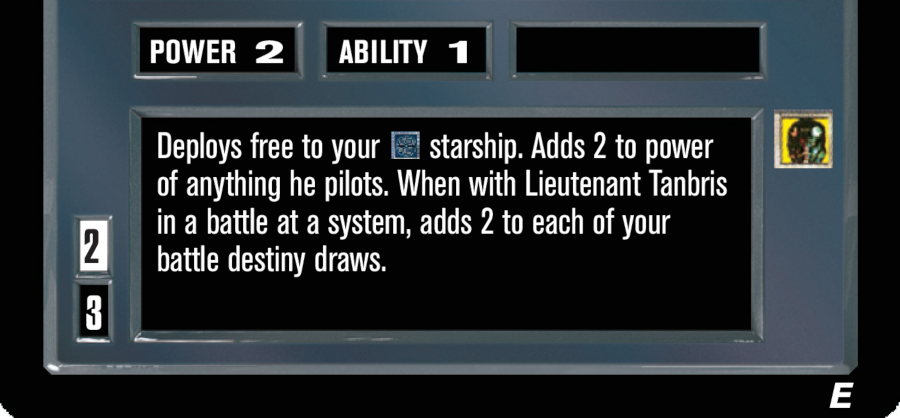 POWER 2 ABILITY 1
Deploys free to your starship. Adds 2 to power
of anything he pilots. When with Lieutenant Tanbris
in a battle at a system, adds 2 to each of your
battle destiny draws.
2
3
E